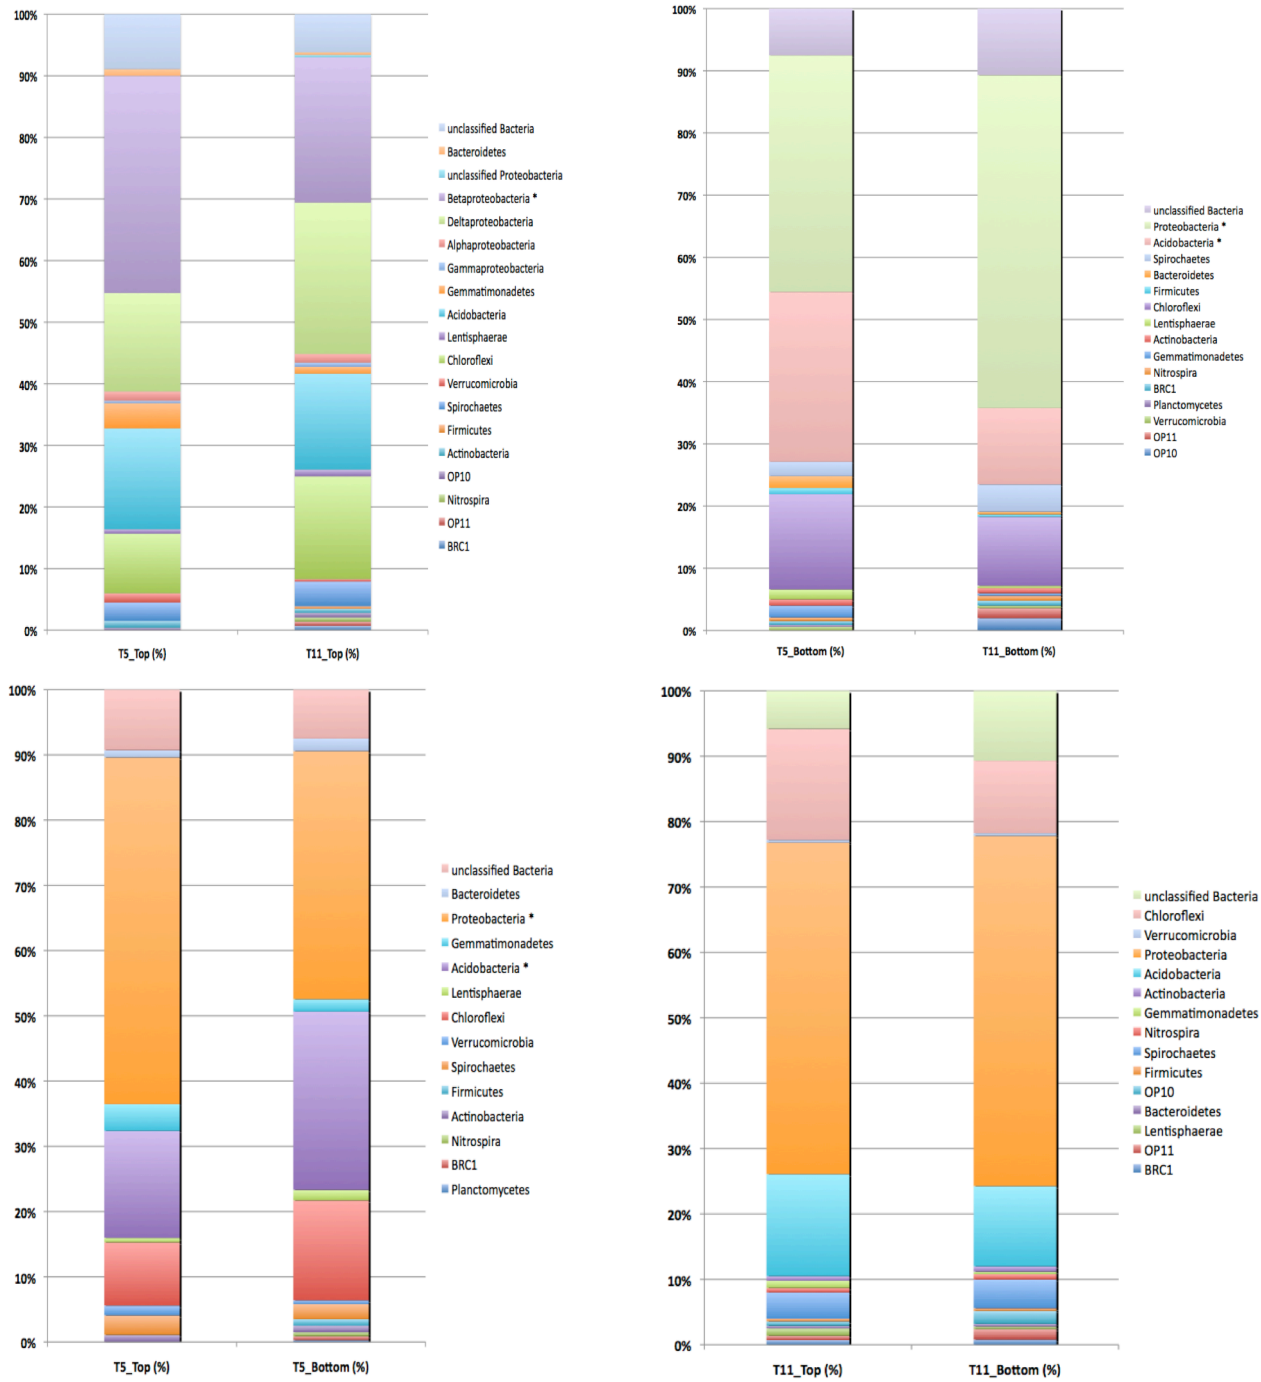 100%
90%
80%
70%
60%
50%
40%
30%
20%
10%
0%
T5_Top (%)
T11_Top (%)
unclassified Bacteria
Bacteroidetes
unclassified Proteobacteria
Betaproteobacteria *
Deltaproteobacteria
Alphaproteobacteria
Gammaproteobacteria
Gemmatimonadetes
Acidobacteria
Lentisphaerae
Chloroflexi
Verrucomicrobia
Spirochaetes
Firmicutes
Actinobacteria
OP10
Nitrospira
OP11
BRC1
100%
90%
80%
70%
60%
50%
40%
30%
20%
10%
0%
T5_Bottom (%)
T11_Bottom (%)
unclassified Bacteria
Proteobacteria *
Acidobacteria *
Spirochaetes
Bacteroidetes
Firmicutes
Chloroflexi
Lentisphaerae
Actinobacteria
Gemmatimonadetes
Nitrospira
BRC1
Planctomycetes
Verrucomicrobia
OP11
OP10
100%
90%
80%
70%
60%
50%
40%
30%
20%
10%
0%
T5_Top (%)
T5_Bottom (%)
unclassified Bacteria
Bacteroidetes
Proteobacteria *
Gemmatimonadetes
Acidobacteria *
Lentisphaerae
Chloroflexi
Verrucomicrobia
Spirochaetes
Firmicutes
Actinobacteria
Nitrospira
BRC1
Planctomycetes
100%
90%
80%
70%
60%
50%
40%
30%
20%
10%
0%
T11_Top (%)
T11_Bottom (%)
unclassified Bacteria
Chloroflexi
Verrucomicrobia
Proteobacteria
Acidobacteria
Actinobacteria
Gemmatimonadetes
Nitrospira
Spirochaetes
Firmicutes
OP10
Bacteroidetes
Lentisphaerae
OP11
BRC1